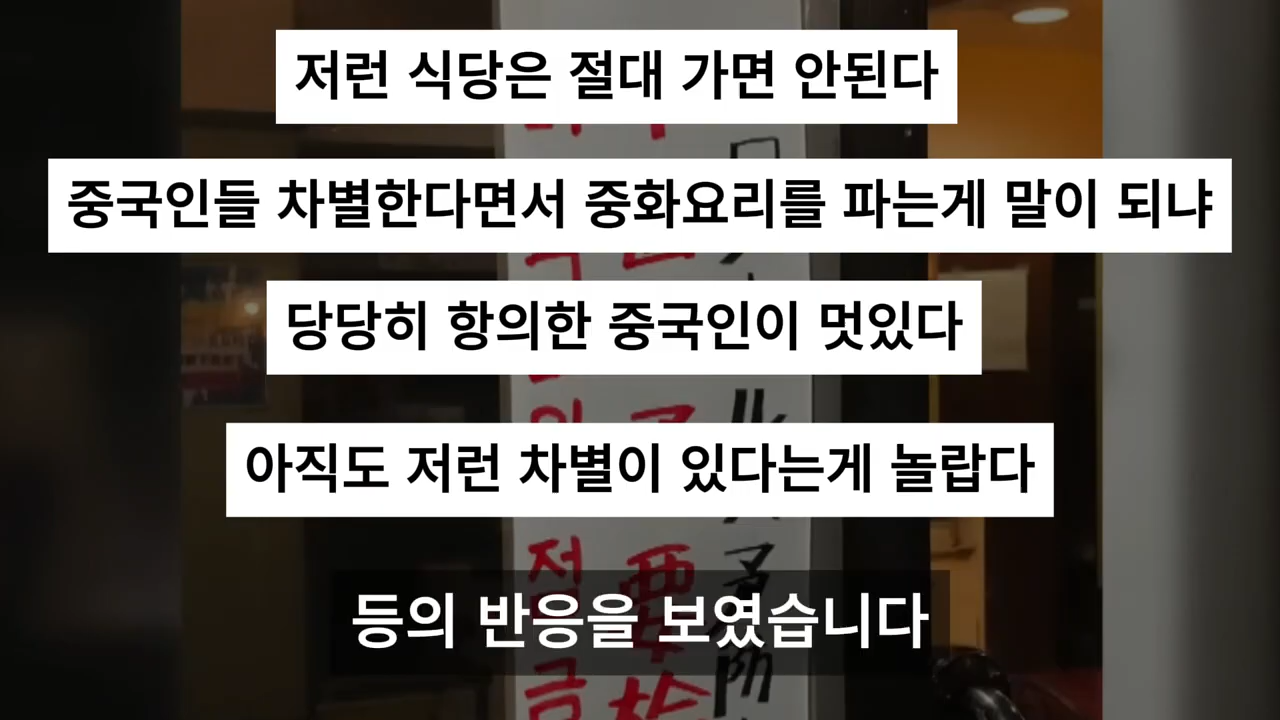 저런 식당은 절대 가면 안된다
중국인들 차별한다면서 중화요리를 파는게 말이 되냐
당당히 항의한 중국인이 멋있다
아직도 저런 차별이 있다는게 놀랍다
등의 반응을 보였습니다